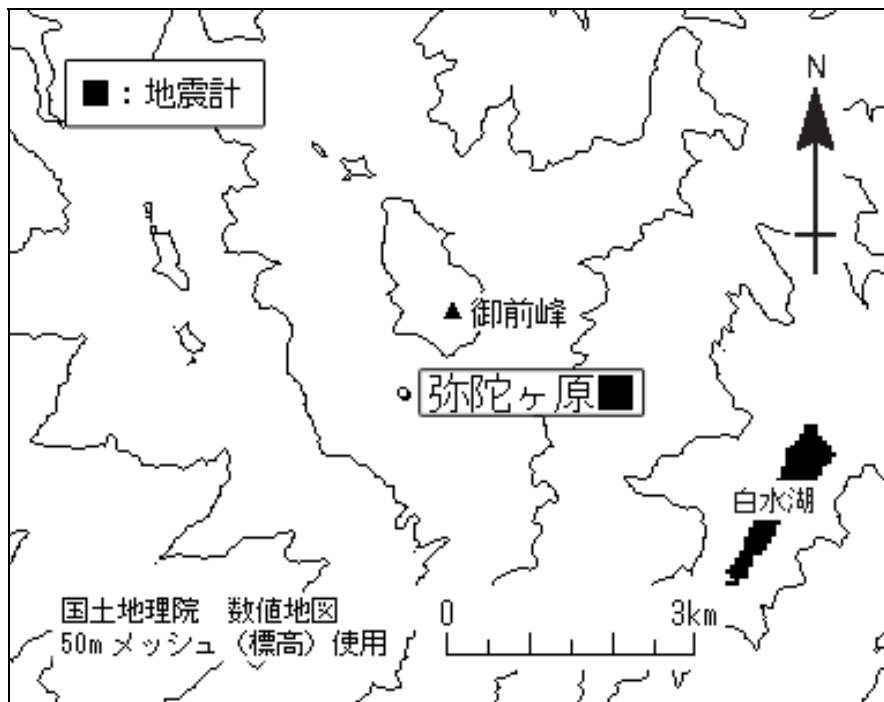 ■：地震計
N
御前峰
弥陀ヶ原■
白水湖
国土地理院　数値地図
50m メッシュ（標高）使用
0 3km